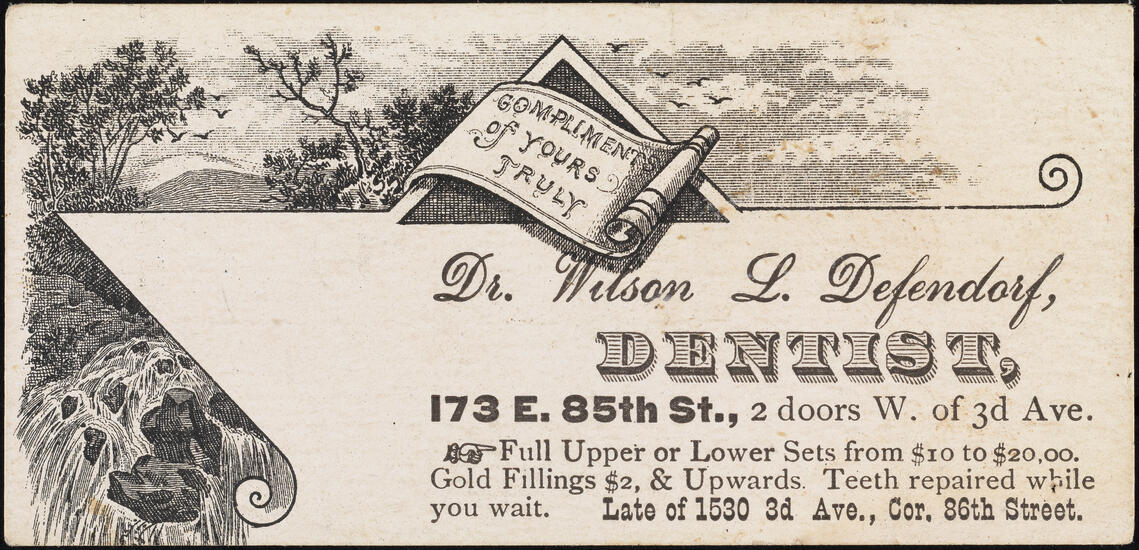 COMPLIMENT
of YOURS
TRULY
Dr. Wilson L. Defendorf,
DENTIST,
173 E. 85th St., 2 doors W. of 3d Ave.
☞Full Upper or Lower Sets from $10 to $20,00.
Gold Fillings $2, & Upwards. Teeth repaired while
you wait. Late of 1530 3d Ave., Cor. 86th Street.